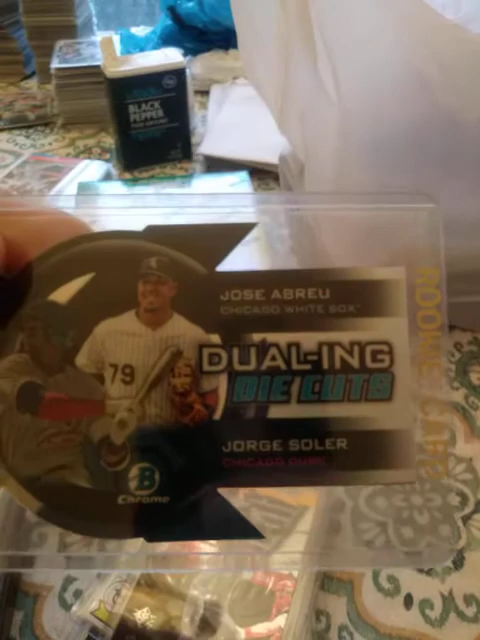 BLACK
PEPPER
JOSE ABREU
CHICAGO WHITE SOX
79
DUAL-ING
DIE CUTS
JORGE SOLER
CHICAGO CUBS
B
Chrome
ROOKIE CARD